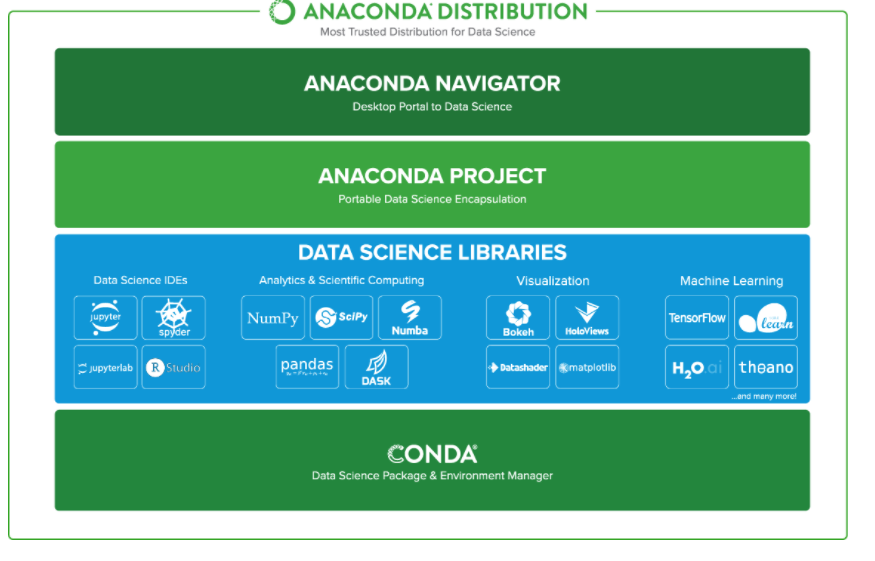 ANACONDA DISTRIBUTION
Most Trusted Distribution for Data Science
ANACONDA NAVIGATOR
Desktop Portal to Data Science
ANACONDA PROJECT
Portable Data Science Encapsulation
DATA SCIENCE LIBRARIES
Data Science IDEs
jupyter
spyder
jupyterlab
R Studio
Analytics & Scientific Computing
NumPy
SciPy
Numba
pandas
DASK
Visualization
Bokeh
HoloViews
Datashader
matplotlib
Machine Learning
TensorFlow
learn
H2O.ai
theano
...and many more!
CONDA®
Data Science Package & Environment Manager